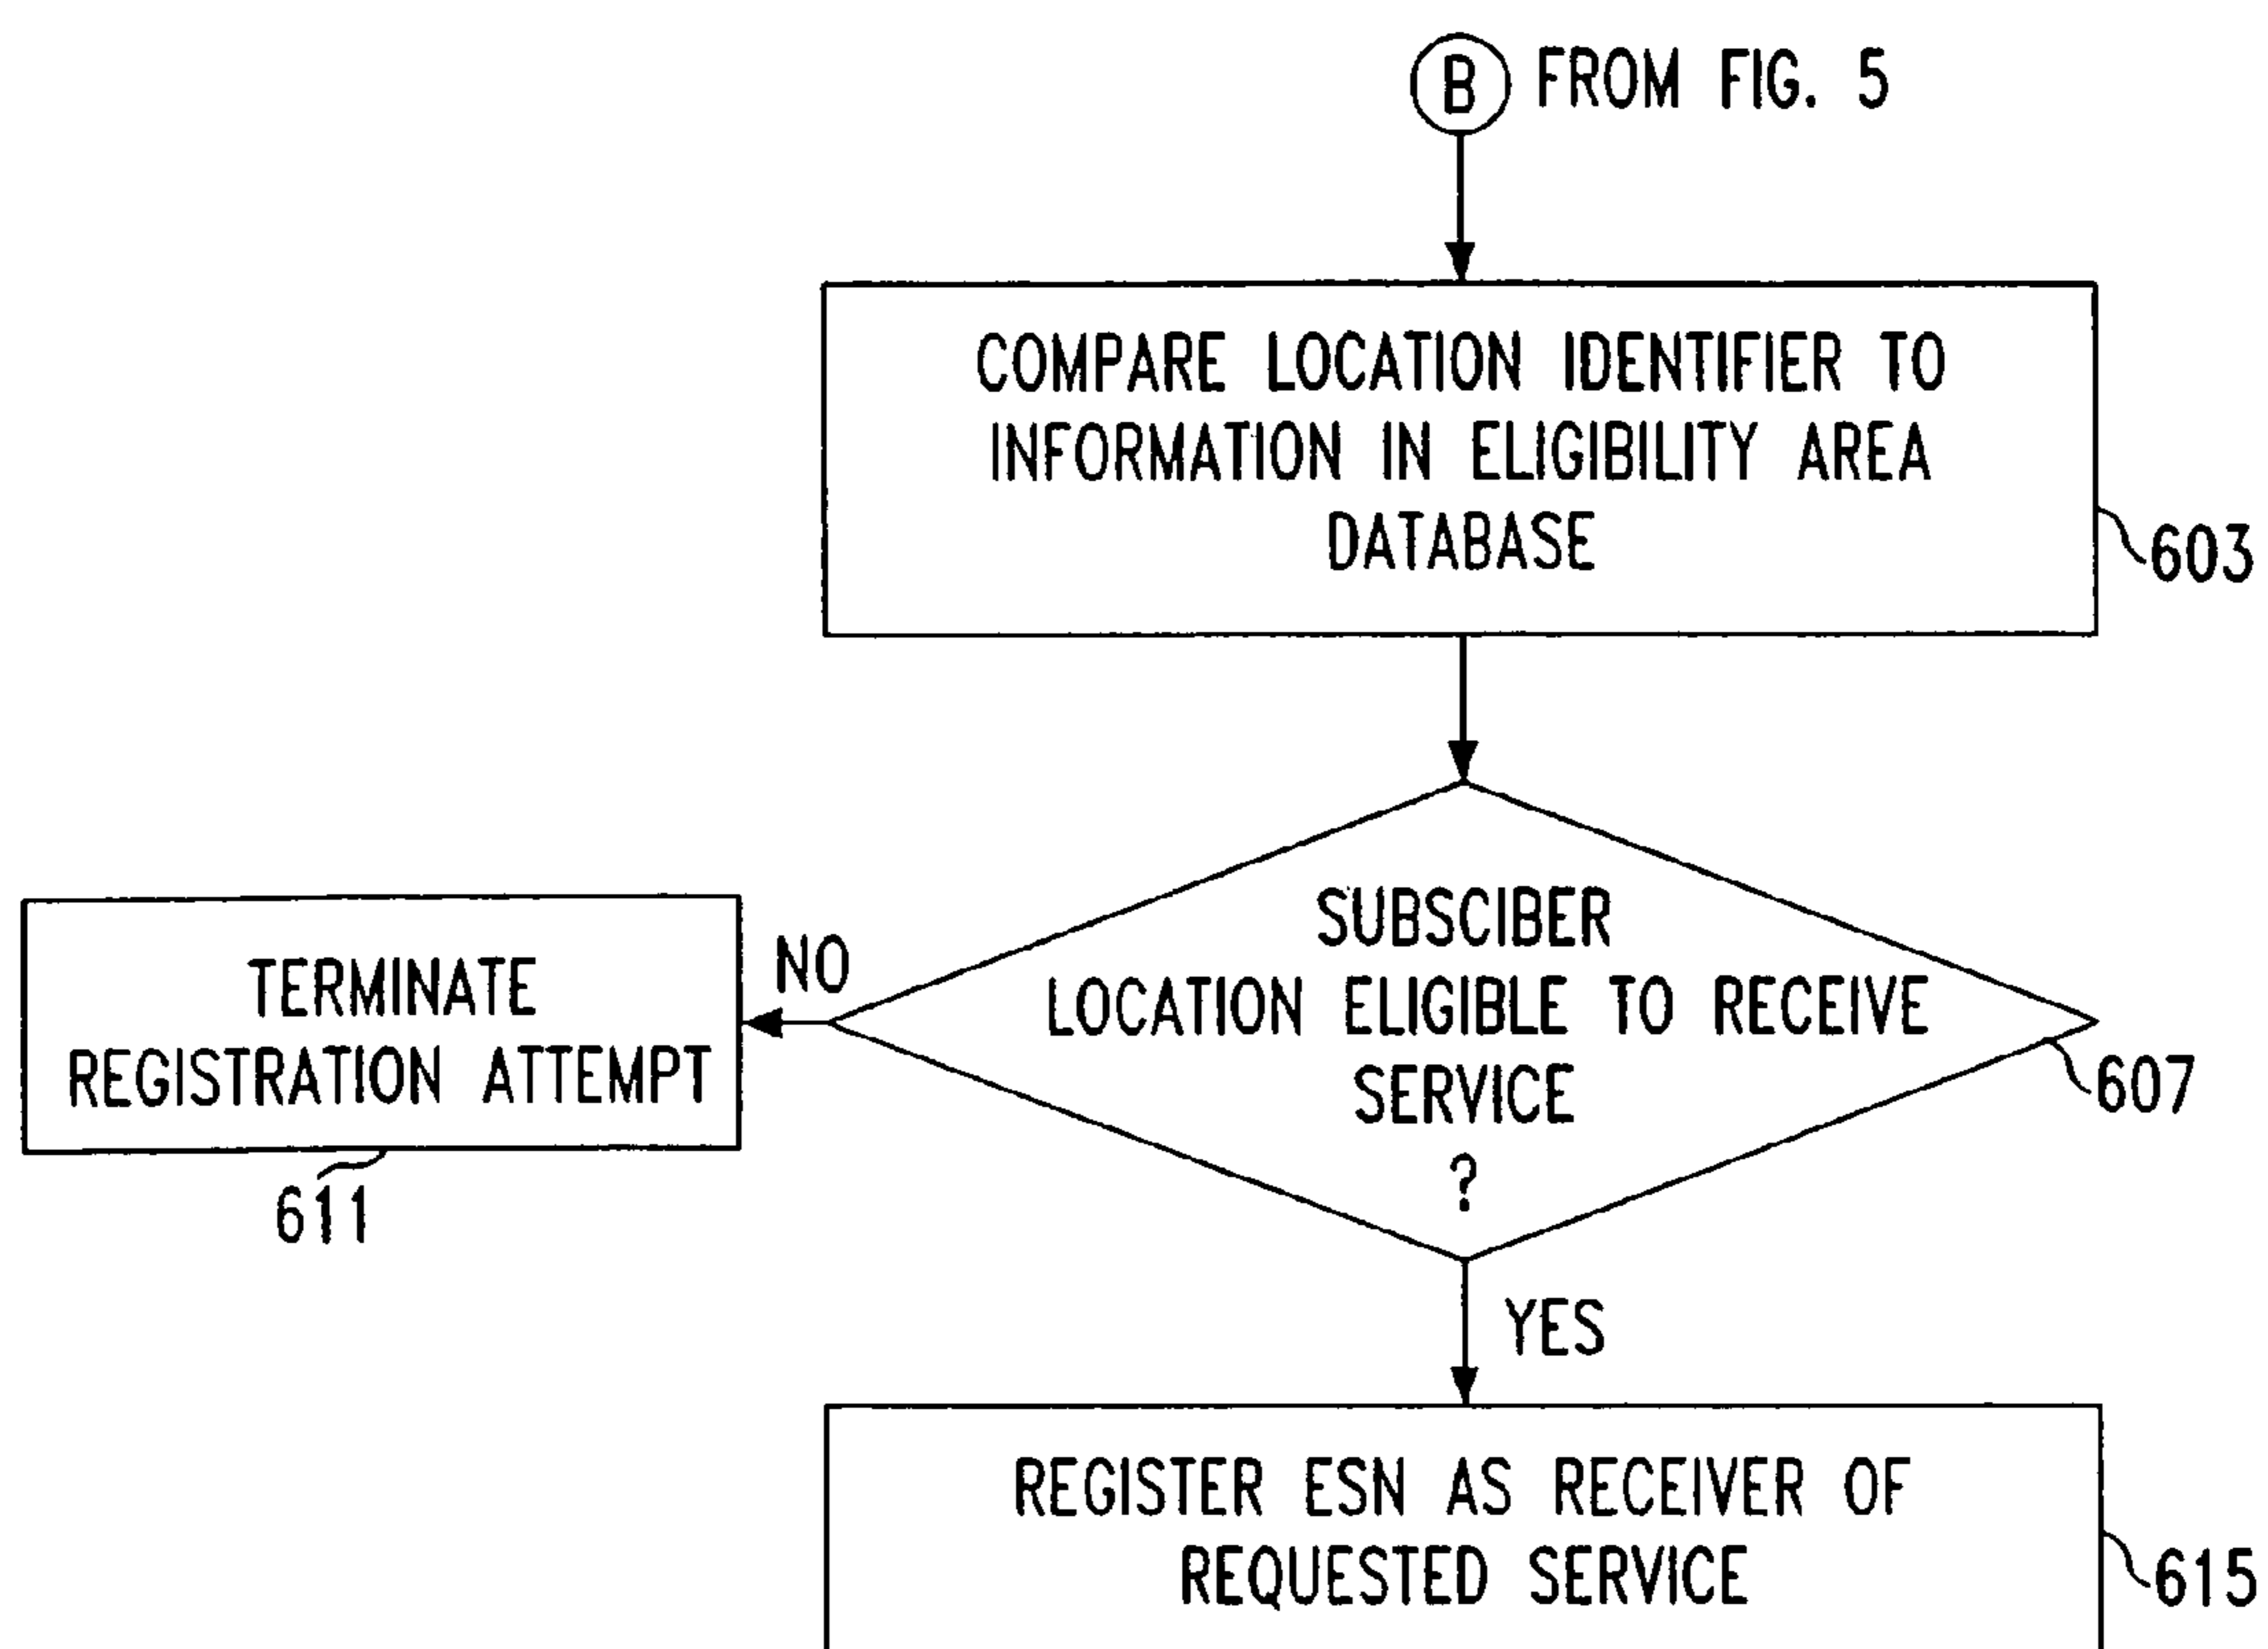 B FROM FIG. 5
COMPARE LOCATION IDENTIFIER TO
INFORMATION IN ELIGIBILITY AREA
DATABASE
603
SUBSCIBER
LOCATION ELIGIBLE TO RECEIVE
SERVICE
?
607
NO
TERMINATE
REGISTRATION ATTEMPT
611
YES
REGISTER ESN AS RECEIVER OF
REQUESTED SERVICE
615